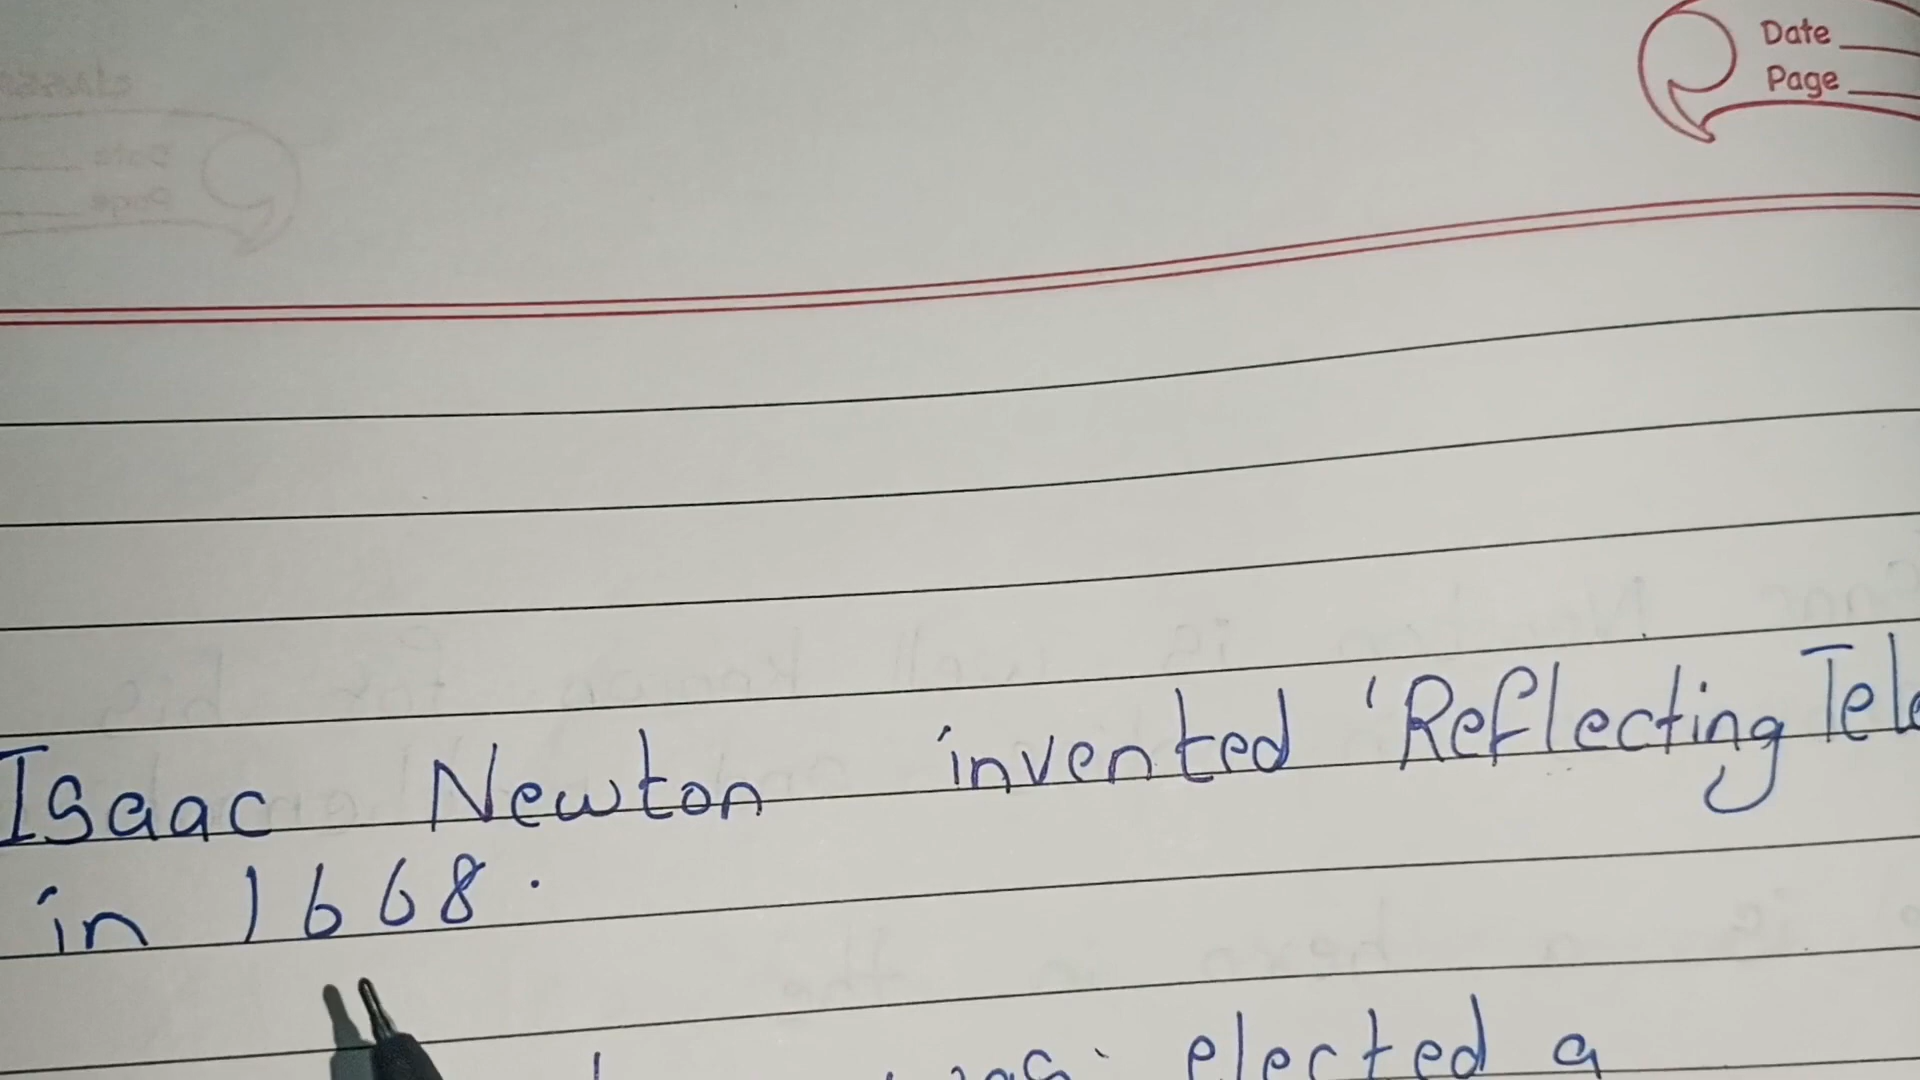 Date
Page
Isaac Newton invented 'Reflecting Tel
in 1668.
elected a